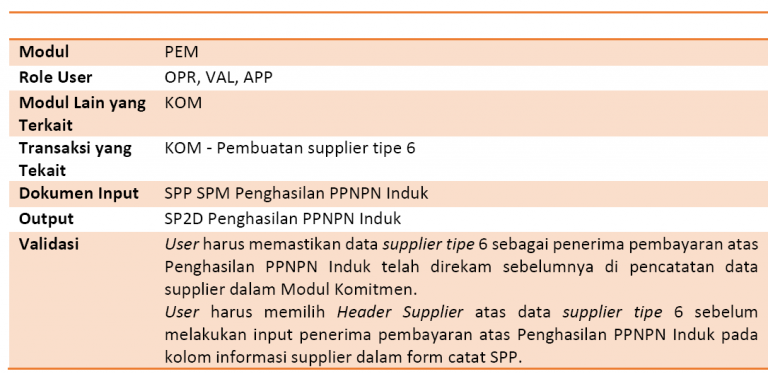 Modul PEM
Role User OPR, VAL, APP
Modul Lain yang KOM
Terkait
Transaksi yang KOM - Pembuatan supplier tipe 6
Tekait
Dokumen Input SPP SPM Penghasilan PPNPN Induk
Output SP2D Penghasilan PPNPN Induk
Validasi User harus memastikan data supplier tipe 6 sebagai penerima pembayaran atas
Penghasilan PPNPN Induk telah direkam sebelumnya di pencatatan data
supplier dalam Modul Komitmen.
User harus memilih Header Supplier atas data supplier tipe 6 sebelum
melakukan input penerima pembayaran atas Penghasilan PPNPN Induk pada
kolom informasi supplier dalam form catat SPP.